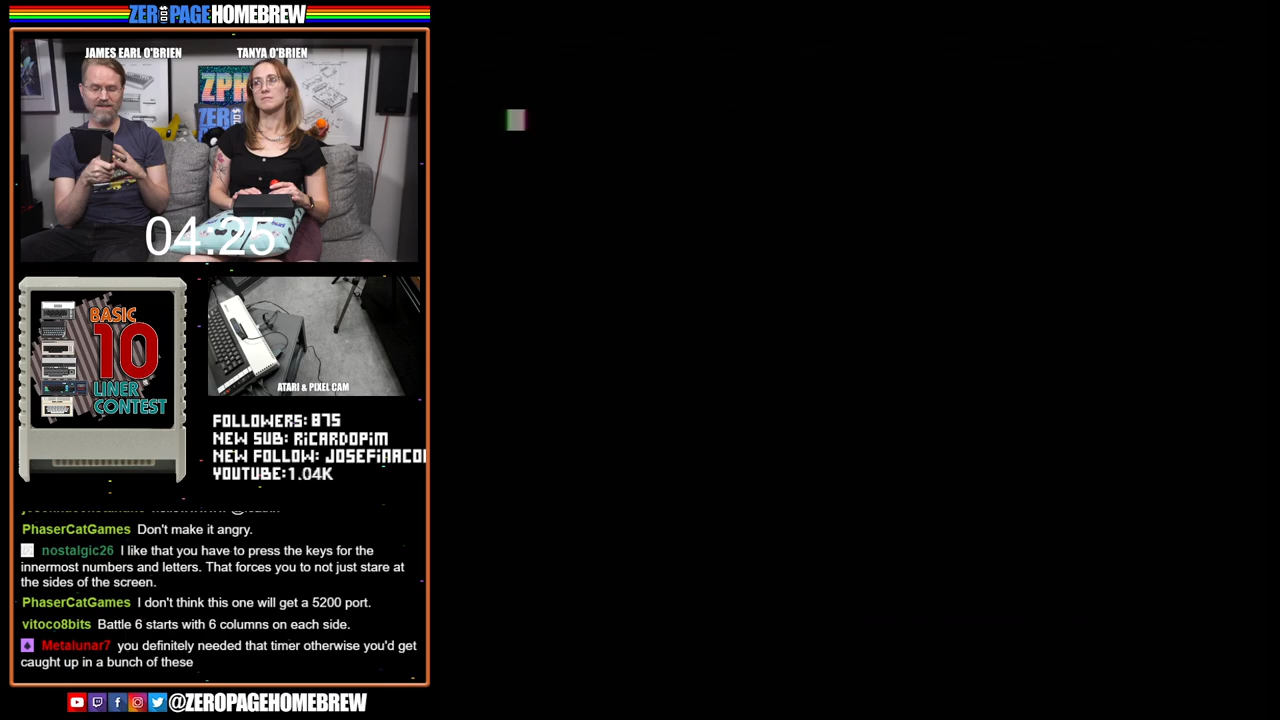 ZEROPAGEHOMEBREW
JAMES EARL O'BRIEN
TANYA O'BRIEN
ZPH
04:25
BASIC
10
LINER
CONTEST
ATARI & PIXEL CAM
FOLLOWERS: 875
NEW SUB: RICARDOPIM
NEW FOLLOW: JOSEFINACO
YOUTUBE:1.04K
PhaserCatGames Don't make it angry.
nostalgic26 I like that you have to press the keys for the
innermost numbers and letters. That forces you to not just stare at
the sides of the screen.
PhaserCatGames I don't think this one will get a 5200 port.
vitoco8bits Battle 6 starts with 6 columns on each side.
Metalunar7 you definitely needed that timer otherwise you'd get
caught up in a bunch of these
@ZEROPAGEHOMEBREW